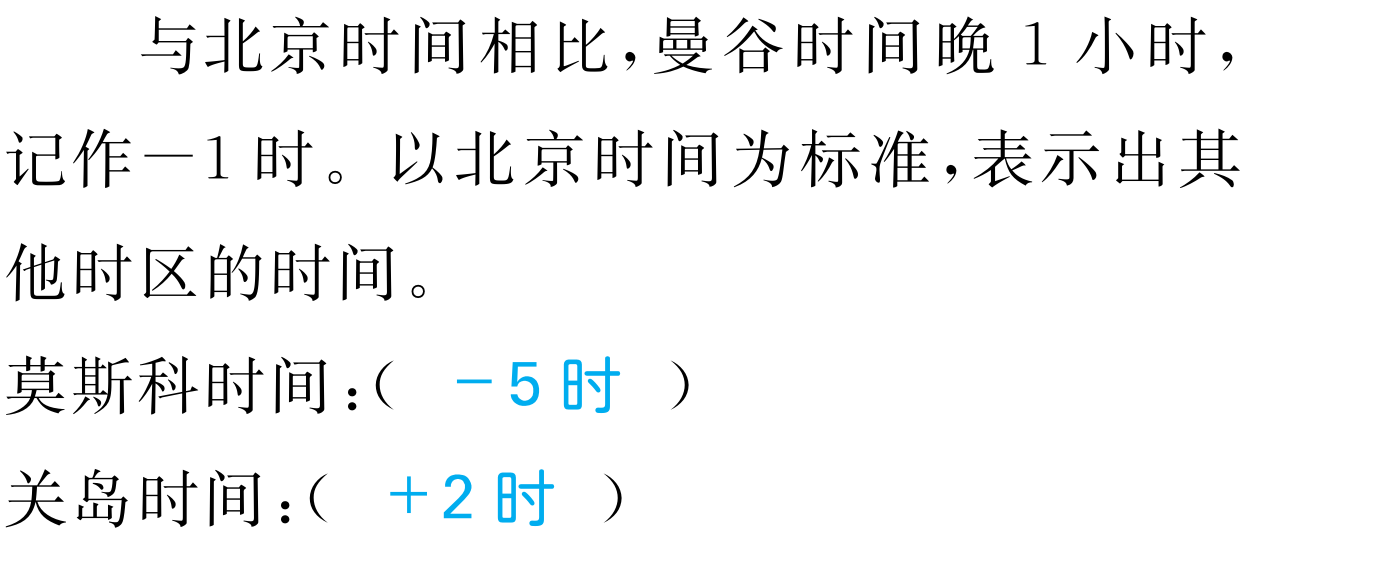 与北京时间相比,曼谷时间晚 1 小时,
记作－1 时。以北京时间为标准,表示出其
他时区的时间。
莫斯科时间:( －5 时 )
关岛时间:( ＋2 时 )